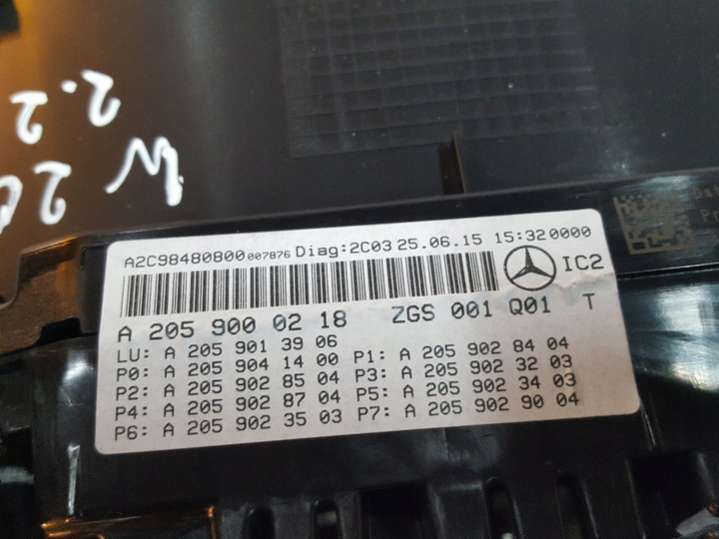 W 20
2.2
A2C98480800 007876 Diag:2C03 25.06.15 15:32 0000
IC2
A 205 900 02 18 ZGS 001 Q01 T
LU: A 205 901 39 06
P0: A 205 904 14 00 P1: A 205 902 84 04
P2: A 205 902 85 04 P3: A 205 902 32 03
P4: A 205 902 87 04 P5: A 205 902 34 03
P6: A 205 902 35 03 P7: A 205 902 90 04